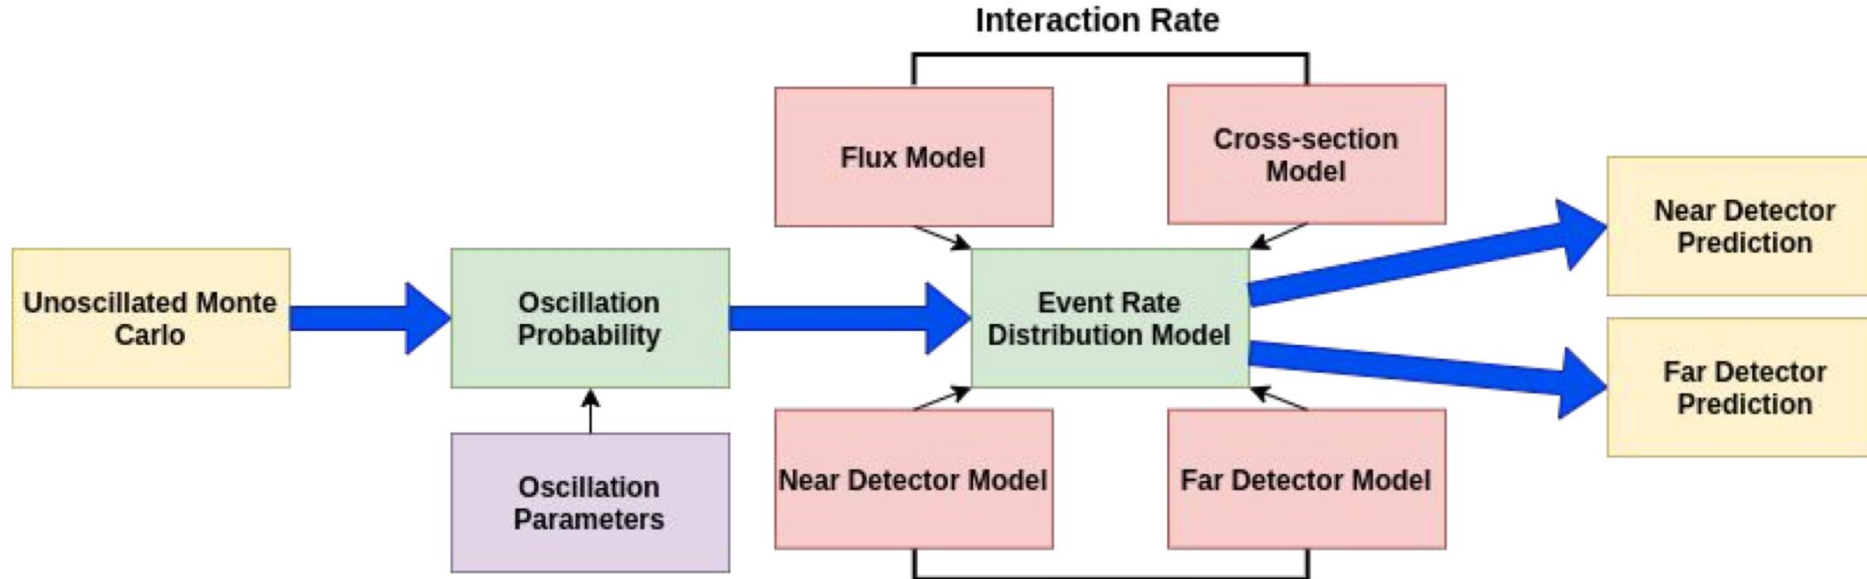 Interaction Rate
Flux Model
Cross-section
Model
Near Detector
Prediction
Unoscillated Monte
Carlo
Oscillation
Probability
Event Rate
Distribution Model
Far Detector
Prediction
Oscillation
Parameters
Near Detector Model
Far Detector Model